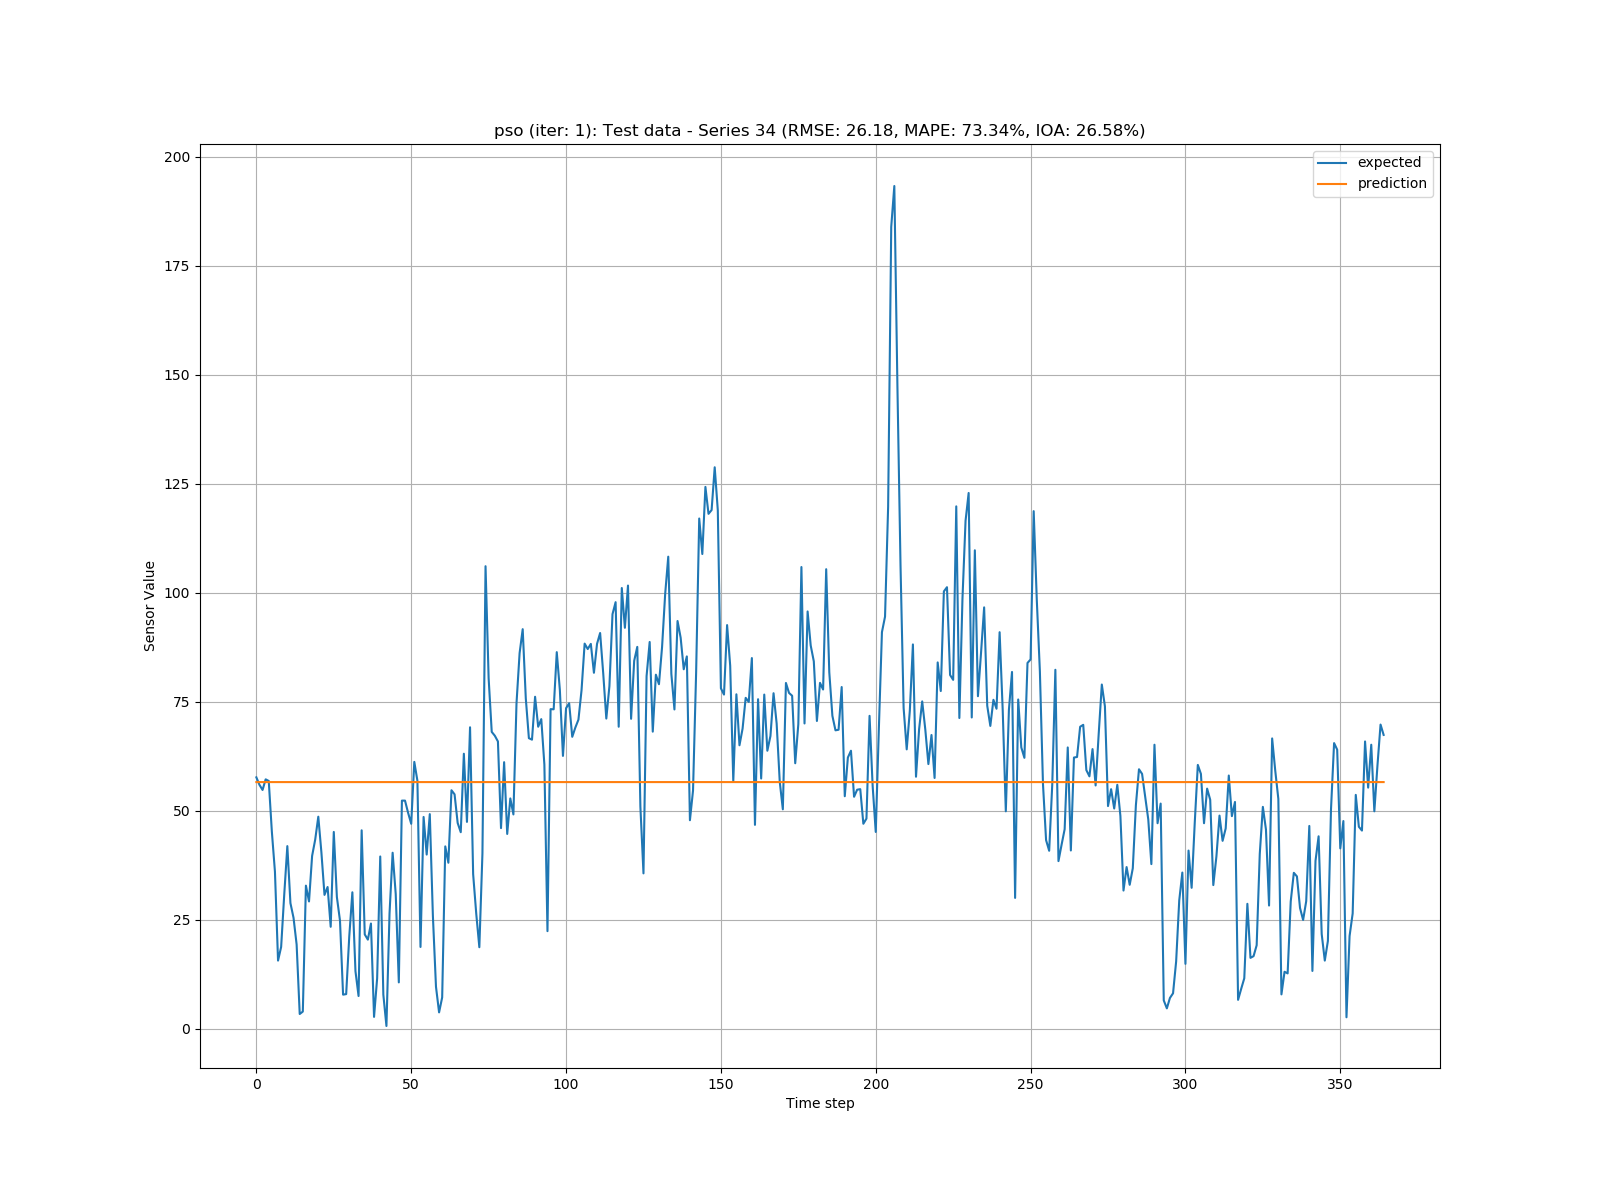 pso (iter: 1): Test data - Series 34 (RMSE: 26.18, MAPE: 73.34%, IOA: 26.58%)
expected
prediction
200
175
150
125
100
75
50
25
0
Sensor Value
0 50 100 150 200 250 300 350
Time step